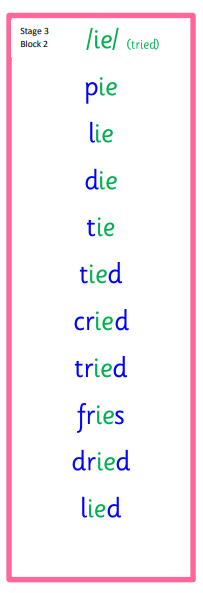 Stage 3
Block 2
/ie/ (tried)
pie
lie
die
tie
tied
cried
tried
fries
dried
lied